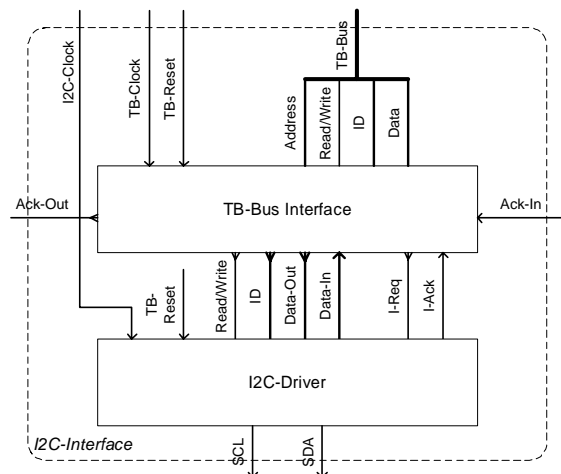 I2C-Clock
TB-Clock
TB-Reset
TB-Bus
Address
Read/Write
ID
Data
Ack-Out
TB-Bus Interface
Ack-In
TB-
Reset
Read/Write
ID
Data-Out
Data-In
I-Req
I-Ack
I2C-Driver
I2C-Interface
SCL
SDA